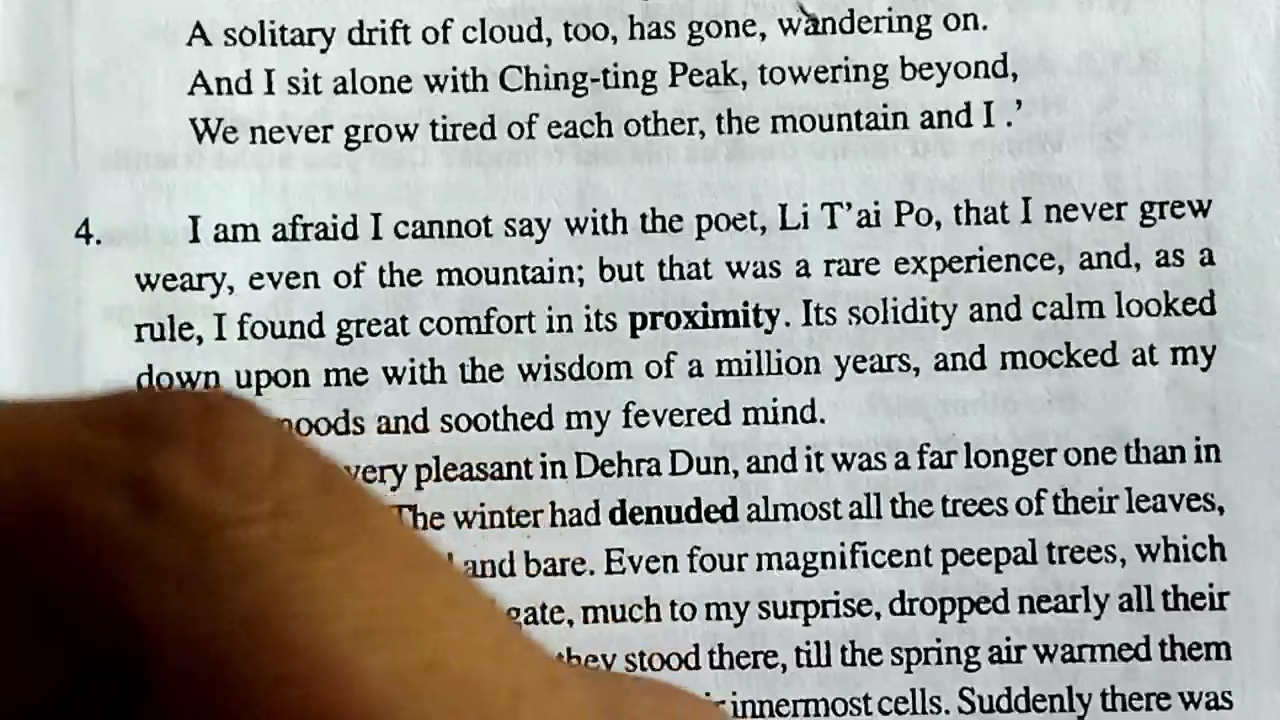 A solitary drift of cloud, too, has gone, wandering on.
And I sit alone with Ching-ting Peak, towering beyond,
We never grow tired of each other, the mountain and I .’
4. I am afraid I cannot say with the poet, Li T’ai Po, that I never grew
weary, even of the mountain; but that was a rare experience, and, as a
rule, I found great comfort in its proximity. Its solidity and calm looked
down upon me with the wisdom of a million years, and mocked at my
and soothed my fevered mind.
very pleasant in Dehra Dun, and it was a far longer one than in
The winter had denuded almost all the trees of their leaves,
and bare. Even four magnificent peepal trees, which
gate, much to my surprise, dropped nearly all their
they stood there, till the spring air warmed them
innermost cells. Suddenly there was